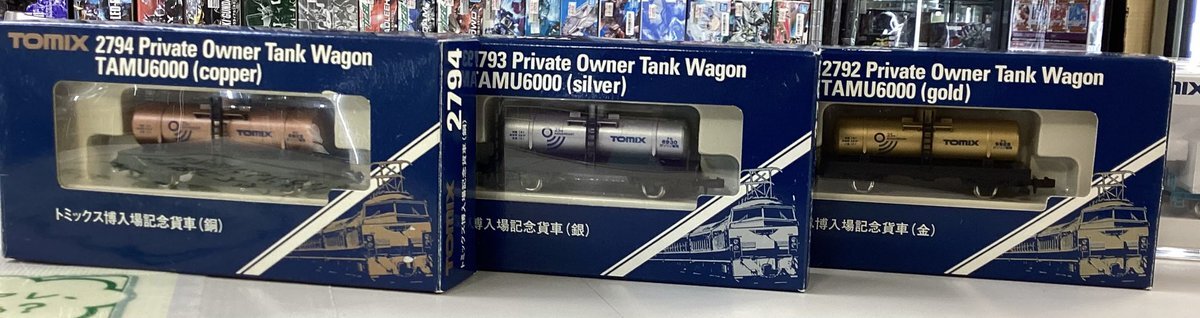 TOMIX 2794 Private Owner Tank Wagon
TAMU6000 (copper)
TOMIX
トミックス博入場記念貨車(銅)
2794
トミックス博入場記念貨車(銅)
TOMIX
793 Private Owner Tank Wagon
TAMU6000 (silver)
TOMIX
博入場記念貨車(銀)
2792 Private Owner Tank Wagon
TAMU6000 (gold)
TOMIX
博入場記念貨車(金)